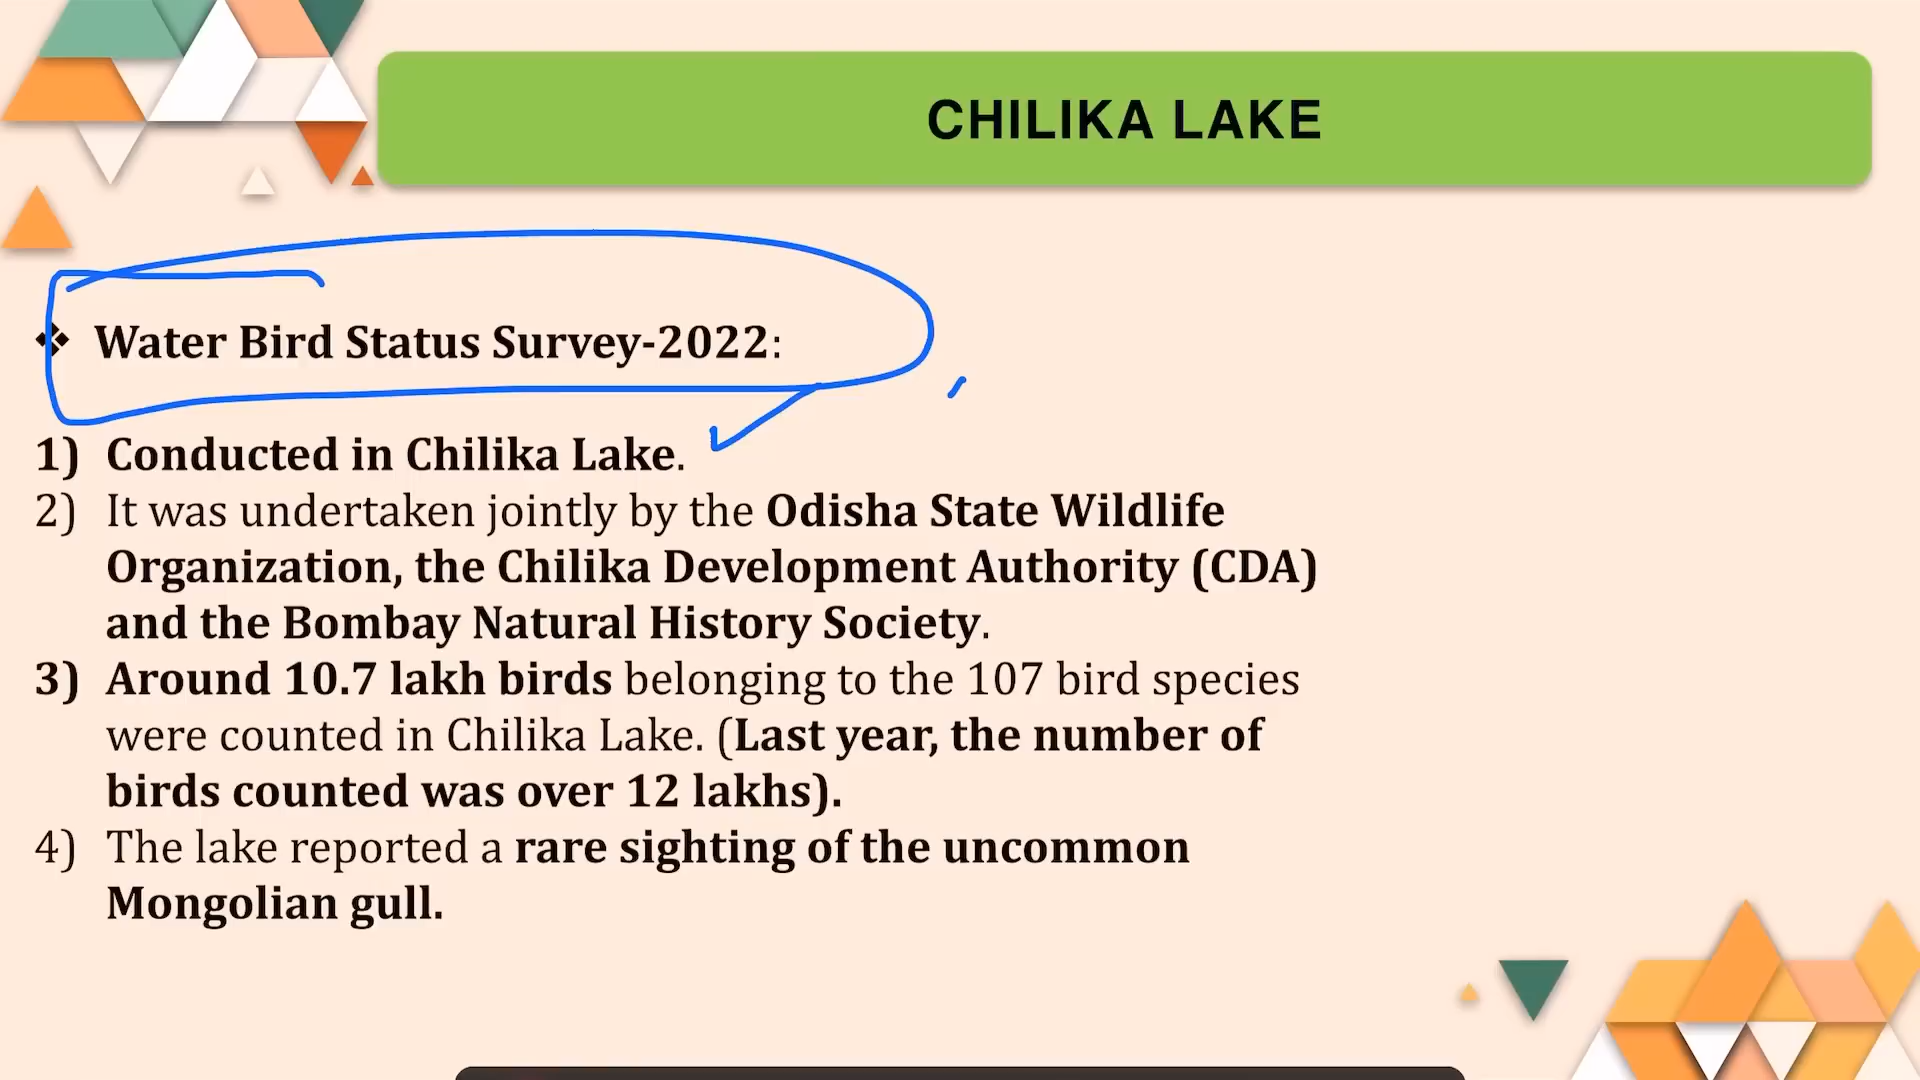 CHILIKA LAKE
❖ Water Bird Status Survey-2022:
1) Conducted in Chilika Lake.
2) It was undertaken jointly by the Odisha State Wildlife
Organization, the Chilika Development Authority (CDA)
and the Bombay Natural History Society.
3) Around 10.7 lakh birds belonging to the 107 bird species
were counted in Chilika Lake. (Last year, the number of
birds counted was over 12 lakhs).
4) The lake reported a rare sighting of the uncommon
Mongolian gull.